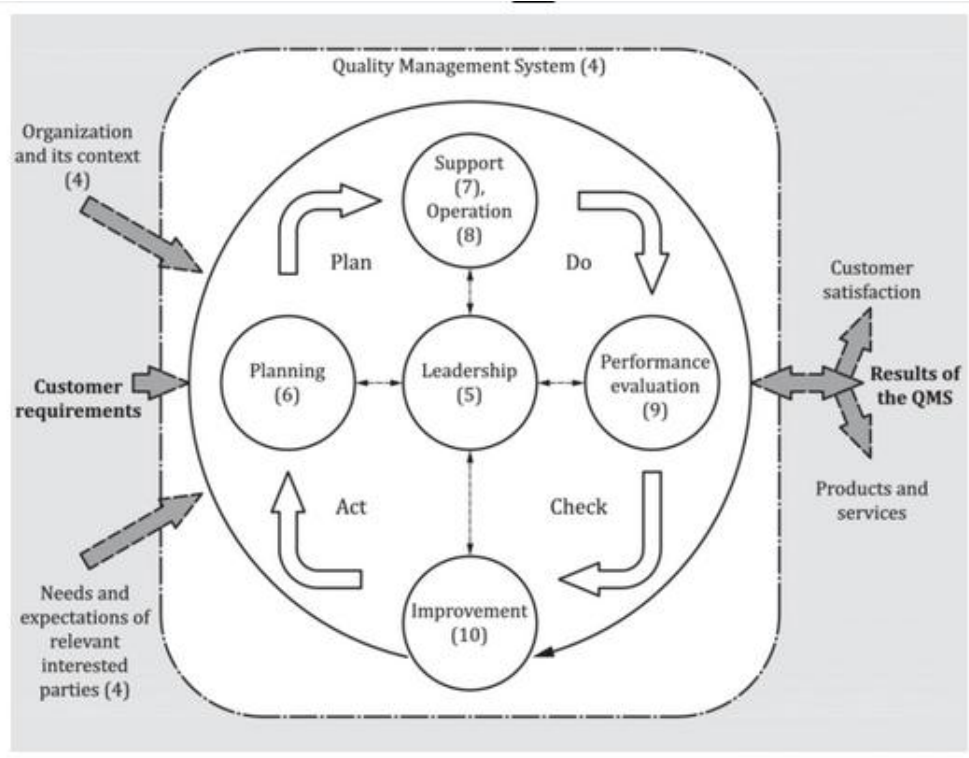 Quality Management System (4)
Organization
and its context
(4)
Support
(7),
Operation
(8)
Plan
Do
Customer
satisfaction
Planning
(6)
Leadership
(5)
Performance
evaluation
(9)
Customer
requirements
Results of
the QMS
Act
Check
Products and
services
Needs and
expectations of
relevant
interested
parties (4)
Improvement
(10)